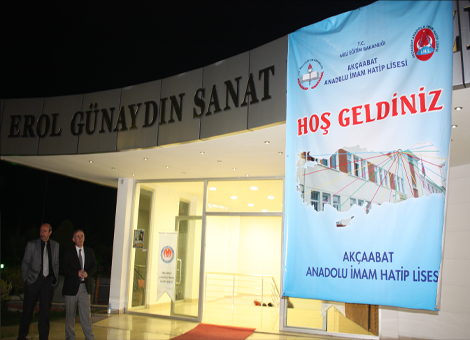 EROL GÜNAYDIN SANAT
T.C.
MİLLİ EĞİTİM BAKANLIĞI
AKÇAABAT
ANADOLU İMAM HATİP LİSESİ
HOŞ GELDİNİZ
AKÇAABAT
ANADOLU İMAM HATİP LİSES